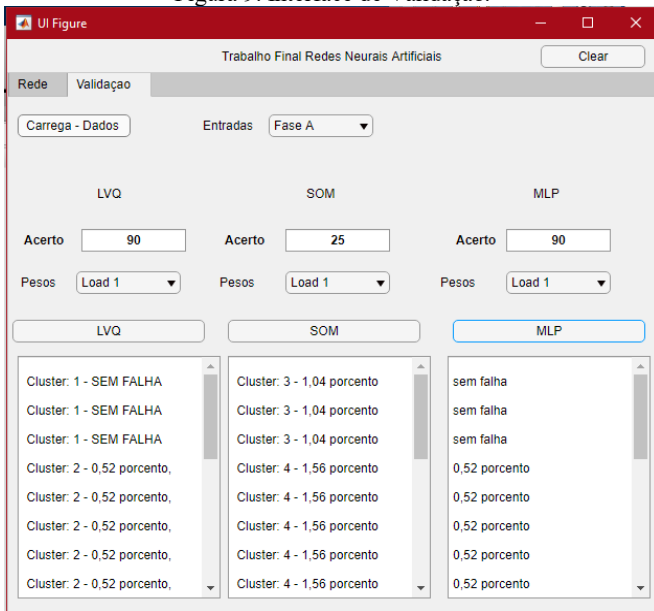 Figura 9. Interface de Validação.
UI Figure
Trabalho Final Redes Neurais Artificiais
Clear
Rede
Validaçao
Carrega - Dados
Entradas
Fase A
LVQ
SOM
MLP
Acerto
90
Acerto
25
Acerto
90
Pesos
Load 1
Pesos
Load 1
Pesos
Load 1
LVQ
SOM
MLP
Cluster: 1 - SEM FALHA
Cluster: 1 - SEM FALHA
Cluster: 1 - SEM FALHA
Cluster: 2 - 0,52 porcento,
Cluster: 2 - 0,52 porcento,
Cluster: 2 - 0,52 porcento,
Cluster: 2 - 0,52 porcento,
Cluster: 2 - 0,52 porcento,
Cluster: 3 - 1,04 porcento
Cluster: 3 - 1,04 porcento
Cluster: 3 - 1,04 porcento
Cluster: 4 - 1,56 porcento
Cluster: 4 - 1,56 porcento
Cluster: 4 - 1,56 porcento
Cluster: 4 - 1,56 porcento
Cluster: 4 - 1,56 porcento
sem falha
sem falha
sem falha
0,52 porcento
0,52 porcento
0,52 porcento
0,52 porcento
0,52 porcento